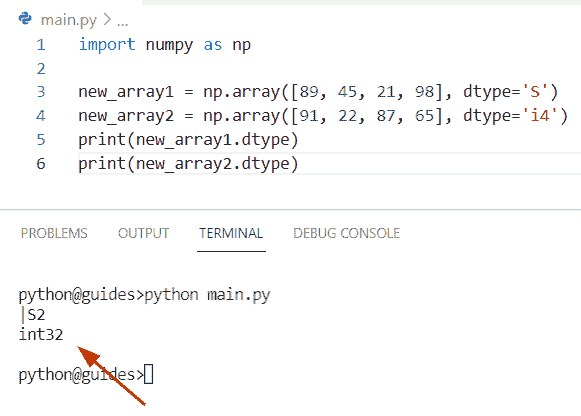 main.py > ...
1 import numpy as np
2
3 new_array1 = np.array([89, 45, 21, 98], dtype='S')
4 new_array2 = np.array([91, 22, 87, 65], dtype='i4')
5 print(new_array1.dtype)
6 print(new_array2.dtype)
PROBLEMS OUTPUT TERMINAL DEBUG CONSOLE
python@guides>python main.py
|S2
int32
python@guides>